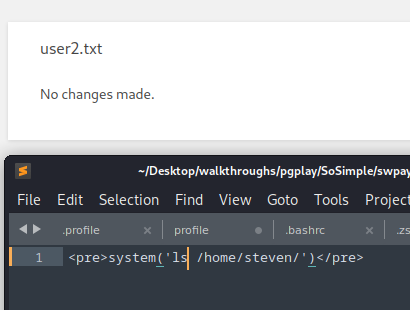 user2.txt
No changes made.
~/Desktop/walkthroughs/pgplay/SoSimple/swpay
File Edit Selection Find View Goto Tools Project
.profile profile .bashrc .zs
1 <pre>system('ls /home/steven/')</pre>